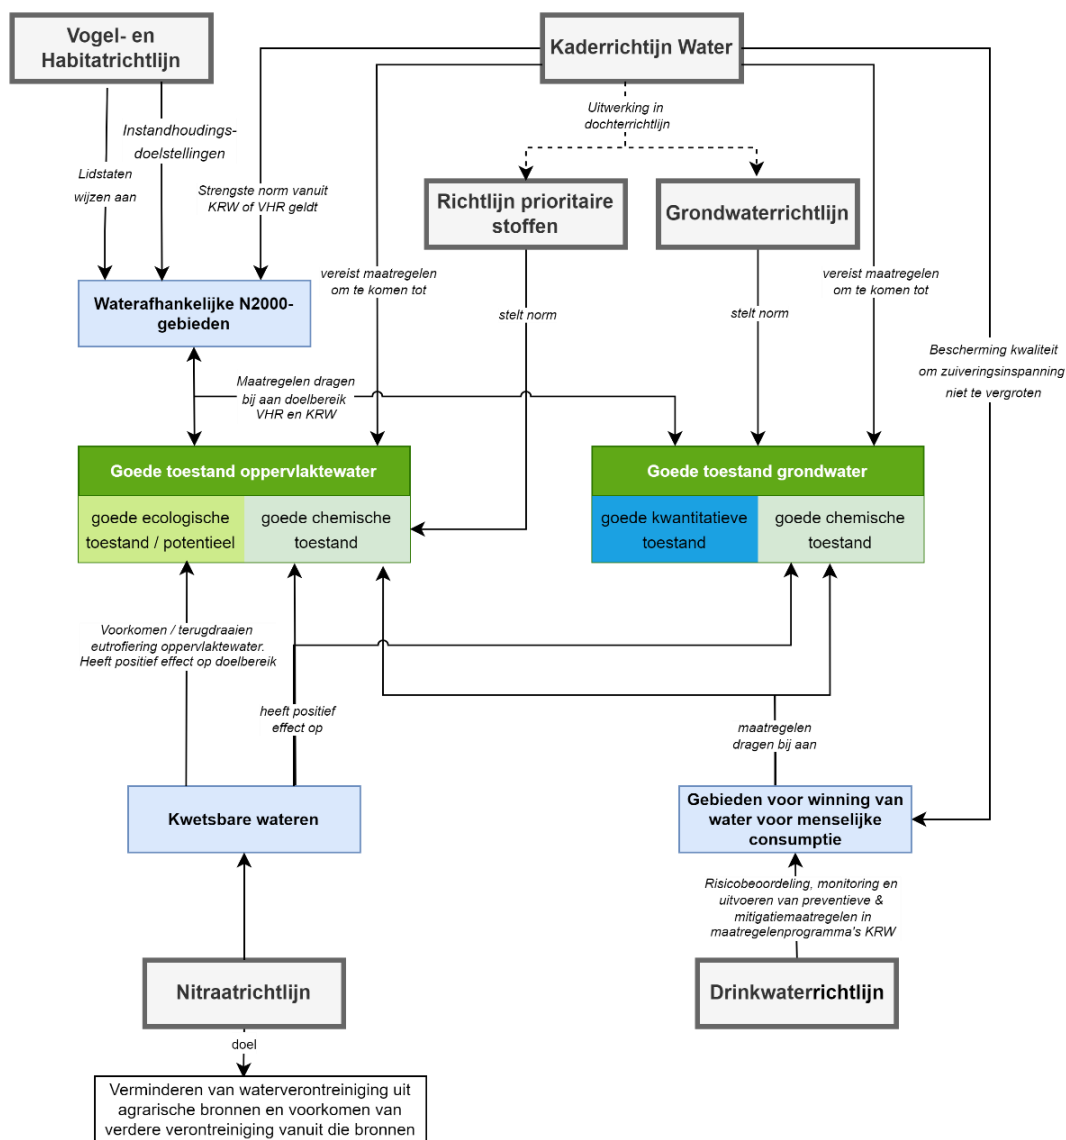 Vogel- en
Habitatrichtlijn
Kaderrichtijn Water
Uitwerking in
dochterrichtlijn
Instandhoudings-
doelstellingen
Lidstaten
wijzen aan
Strengste norm vanuit
KRW of VHR geldt
Richtlijn prioritaire
stoffen
Grondwaterrichtlijn
vereist maatregelen
om te komen tot
vereist maatregelen
om te komen tot
Waterafhankelijke N2000-
gebieden
stelt norm
stelt norm
Bescherming kwaliteit
om zuiveringsinspanning
niet te vergroten
Maatregelen dragen
bij aan doelbereik
VHR en KRW
Goede toestand oppervlaktewater
goede ecologische
toestand / potentieel
goede chemische
toestand
Goede toestand grondwater
goede kwantitatieve
toestand
goede chemische
toestand
Voorkomen / terugdraaien
eutrofiering oppervlaktewater.
Heeft positief effect op doelbereik
heeft positief
effect op
maatregelen
dragen bij aan
Kwetsbare wateren
Gebieden voor winning van
water voor menselijke
consumptie
Risicobeoordeling, monitoring en
uitvoeren van preventieve &
mitigatiemaatregelen in
maatregelenprogramma's KRW
Nitraatrichtlijn
Drinkwaterrichtlijn
doel
Verminderen van waterverontreiniging uit
agrarische bronnen en voorkomen van
verdere verontreiniging vanuit die bronnen